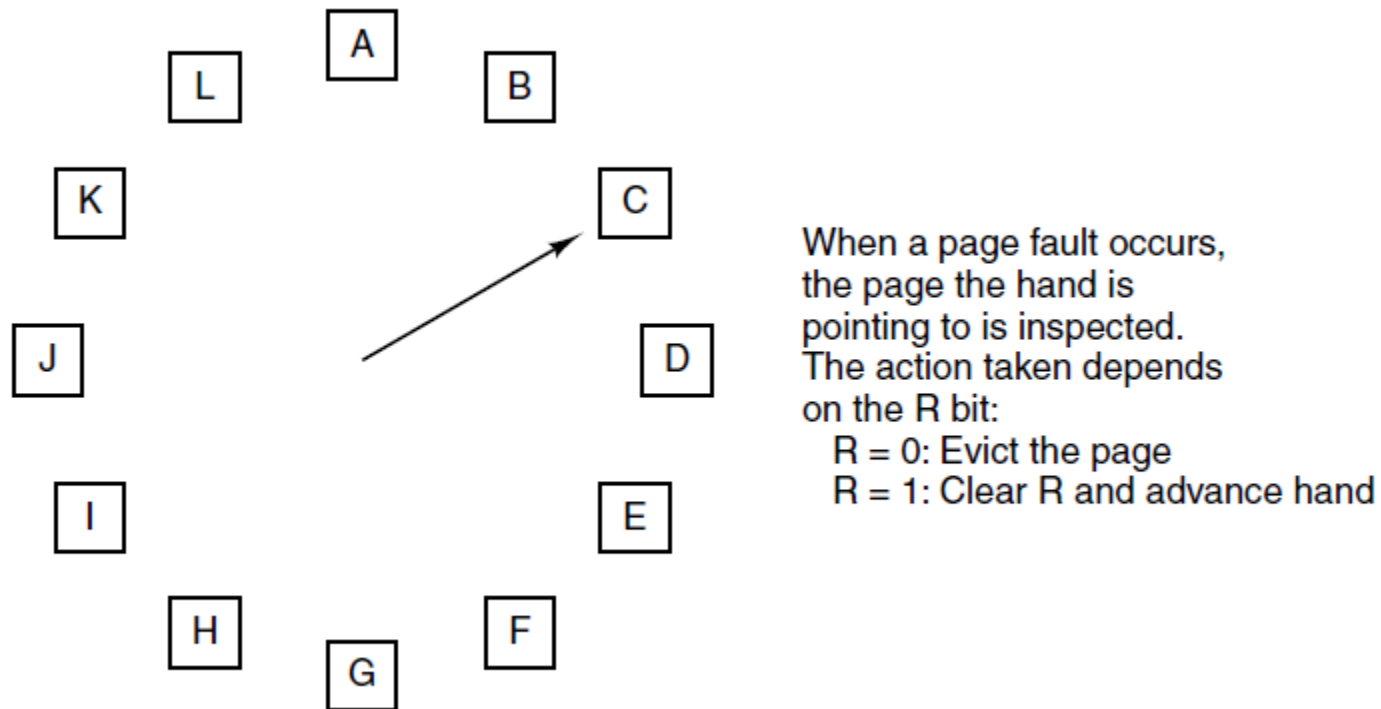 A
L
B
K
C
When a page fault occurs,
the page the hand is
pointing to is inspected.
The action taken depends
on the R bit:
R = 0: Evict the page
R = 1: Clear R and advance hand
J
D
I
E
H
F
G